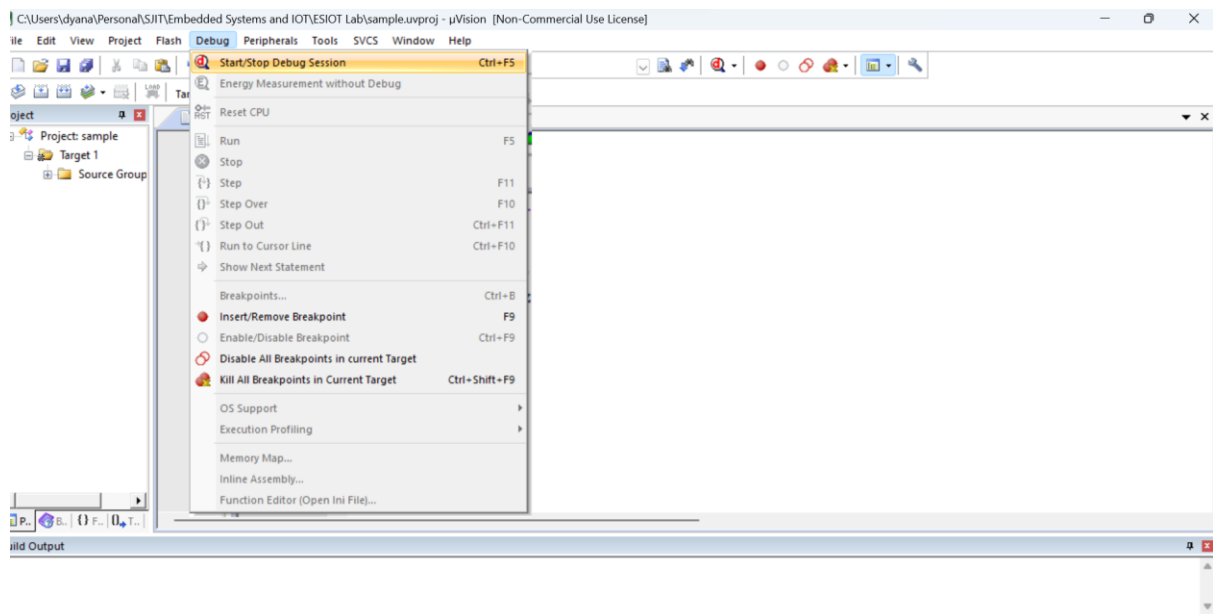 C:\Users\dyana\Personal\SJIT\Embedded Systems and IOT\ESIOT Lab\sample.uvproj - µVision [Non-Commercial Use License]
ile Edit View Project Flash Debug Peripherals Tools SVCS Window Help
Start/Stop Debug Session Ctrl+F5
Energy Measurement without Debug
LOAD Tar
oject
RST Reset CPU
Project: sample
Run F5
Target 1
Stop
Source Group
Step F11
Step Over F10
Step Out Ctrl+F11
Run to Cursor Line Ctrl+F10
Show Next Statement
Breakpoints... Ctrl+B
Insert/Remove Breakpoint F9
Enable/Disable Breakpoint Ctrl+F9
Disable All Breakpoints in current Target
Kill All Breakpoints in Current Target Ctrl+Shift+F9
OS Support
Execution Profiling
Memory Map...
Inline Assembly...
Function Editor (Open Ini File)...
P... B... {} F... 0 T...
uild Output